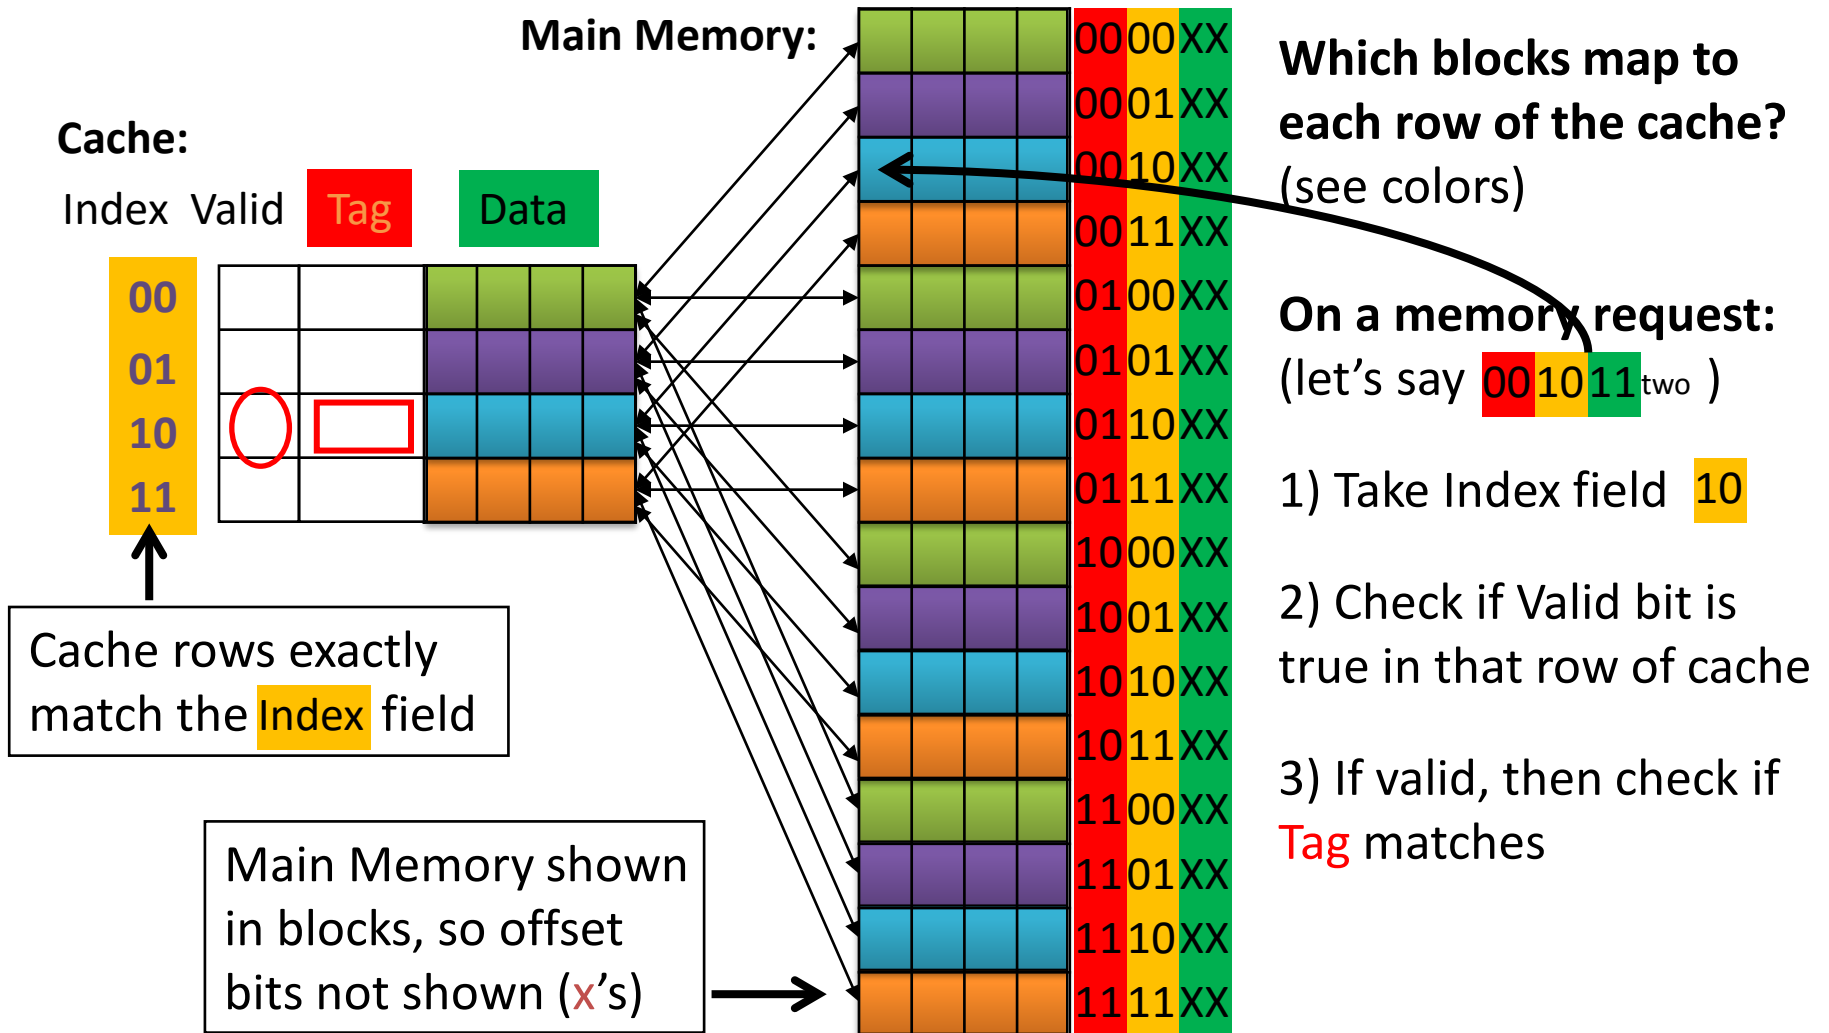 Main Memory:
Cache:
Index Valid Tag Data
00
01
10
11
Cache rows exactly
match the Index field
Main Memory shown
in blocks, so offset
bits not shown (x’s)
0000XX
0001XX
0010XX
0011XX
0100XX
0101XX
0110XX
0111XX
1000XX
1001XX
1010XX
1011XX
1100XX
1101XX
1110XX
1111XX
Which blocks map to
each row of the cache?
(see colors)
On a memory request:
(let’s say 001011two )
1) Take Index field 10
2) Check if Valid bit is
true in that row of cache
3) If valid, then check if
Tag matches